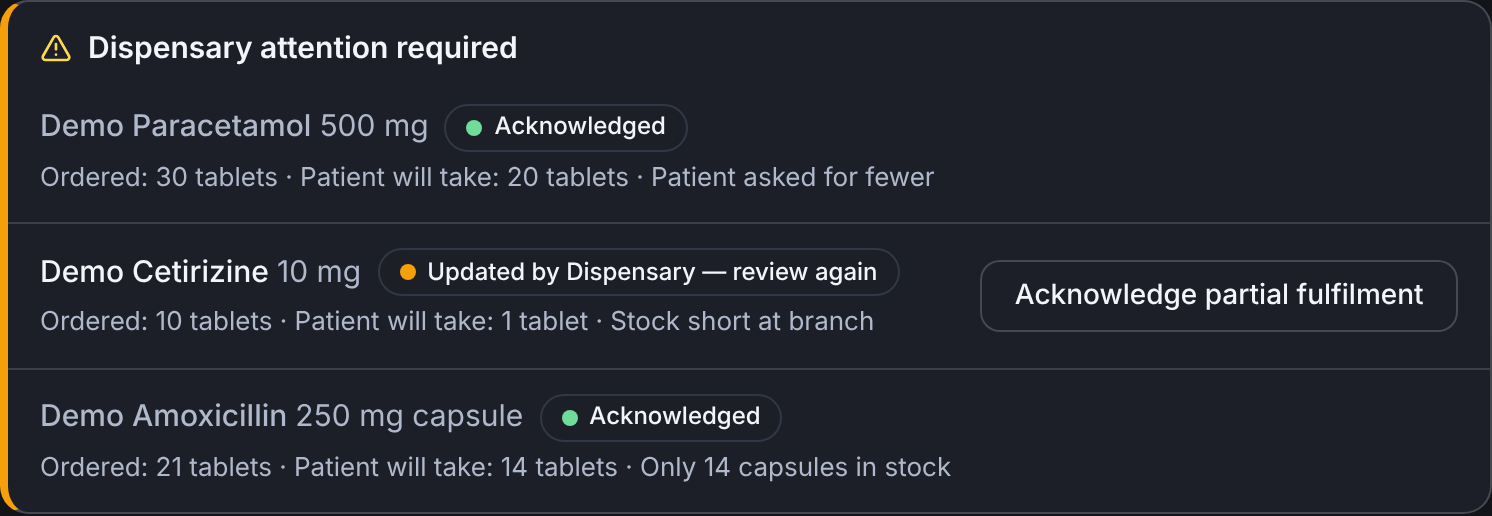 Dispensary attention required
Demo Paracetamol 500 mg Acknowledged
Ordered: 30 tablets · Patient will take: 20 tablets · Patient asked for fewer
Demo Cetirizine 10 mg Updated by Dispensary — review again
Acknowledge partial fulfilment
Ordered: 10 tablets · Patient will take: 1 tablet · Stock short at branch
Demo Amoxicillin 250 mg capsule Acknowledged
Ordered: 21 tablets · Patient will take: 14 tablets · Only 14 capsules in stock